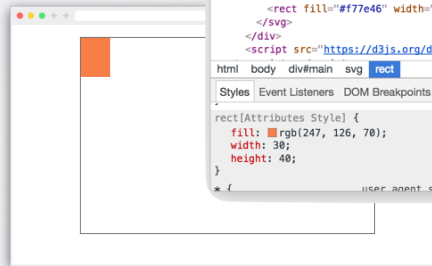 <rect fill="#f77e46" width=
</svg>
</div>
<script src="https://d3js.org/d
html body div#main svg rect
Styles Event Listeners DOM Breakpoints
}
rect[Attributes Style] {
fill: rgb(247, 126, 70);
width: 30;
height: 40;
}
* { user agent s